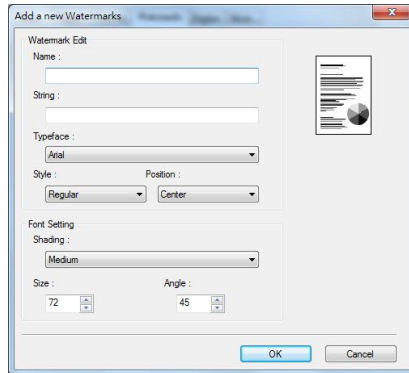 Add a new Watermarks
Watermark Edit
Name :
String :
Typeface :
Arial
Style :
Position :
Regular
Center
Font Setting
Shading :
Medium
Size :
Angle :
72
45
OK
Cancel